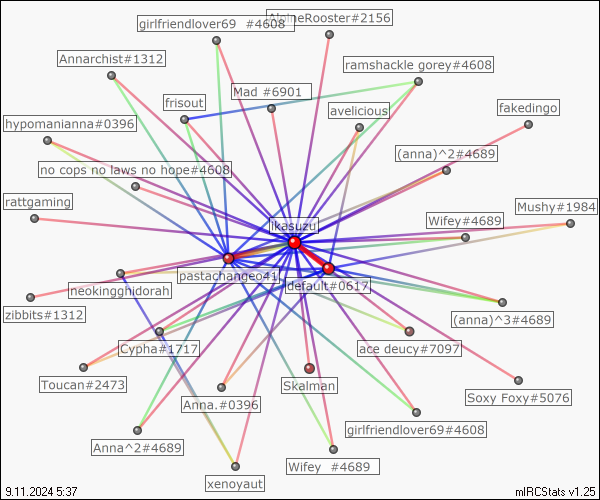 girlfriendlover69 #4608
AlpineRooster#2156
Annarchist#1312
ramshackle gorey#4608
Mad #6901
frisout
avelicious
fakedingo
hypomanianna#0396
(anna)^2#4689
no cops no laws no hope#4608
rattgaming
Mushy#1984
Wifey#4689
ikasuzu
pastachangeo41
default#0617
neokingghidorah
zibbits#1312
(anna)^3#4689
Cypha#1717
ace deucy#7097
Toucan#2473
Skalman
Anna.#0396
Soxy Foxy#5076
girlfriendlover69#4608
Anna^2#4689
Wifey #4689
xenoyaut
9.11.2024 5:37
mIRCStats v1.25